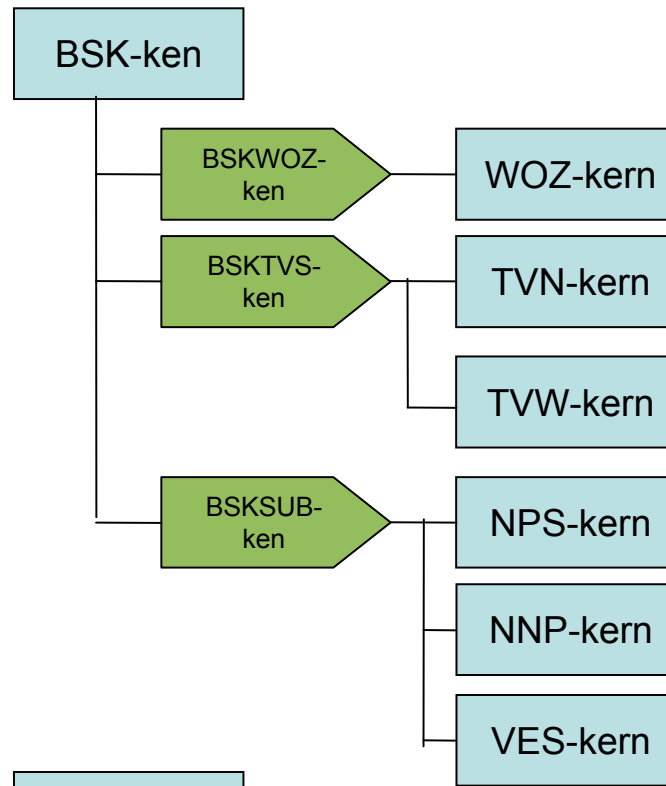 BSK-ken
BSKWOZ-
ken
WOZ-kern
BSKTVS-
ken
TVN-kern
TVW-kern
BSKSUB-
ken
NPS-kern
NNP-kern
VES-kern